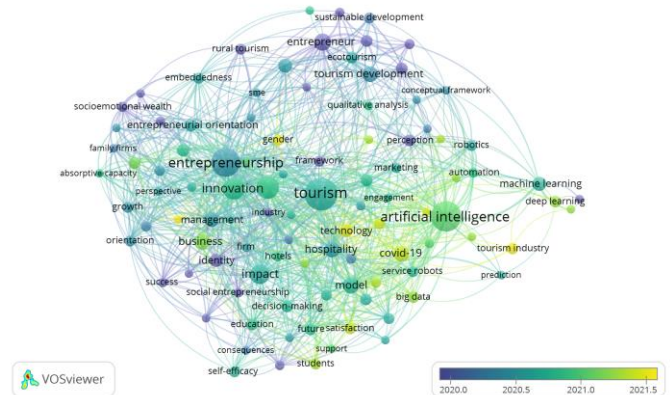 sustainable development
entrepreneur
rural tourism
ecotourism
tourism development
embeddedness
sme
conceptual framework
socioemotional wealth
qualitative analysis
entrepreneurial orientation
gender
perception
robotics
family firms
entrepreneurship
framework
marketing
automation
absorptive capacity
perspective
innovation
tourism
engagement
machine learning
deep learning
growth
management
industry
artificial intelligence
technology
orientation
business
firm
hospitality
covid-19
tourism industry
identity
hotels
impact
service robots
prediction
success
social entrepreneurship
model
decision-making
big data
education
future
satisfaction
consequences
support
self-efficacy
students
VOSviewer
2020.0 2020.5 2021.0 2021.5